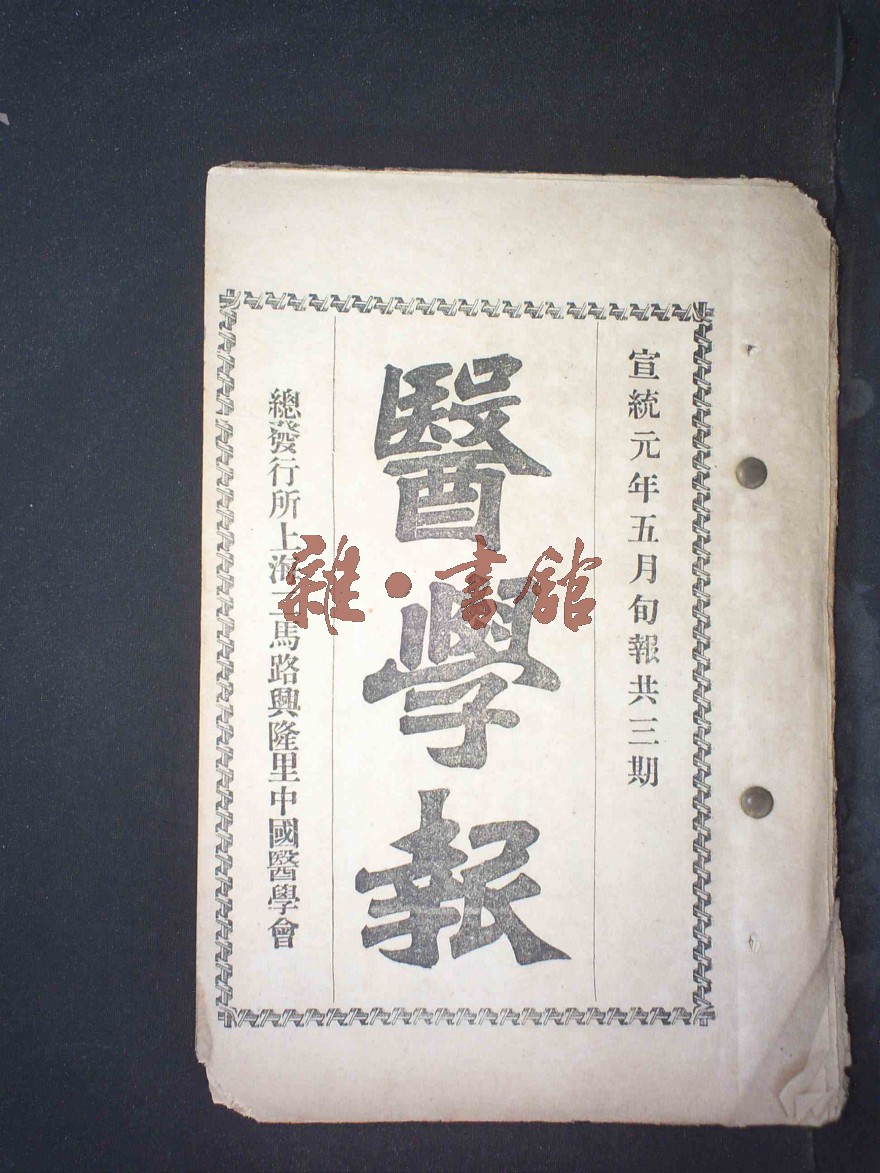 宣統元年五月旬報共三期
醫學報
總發行所上海二馬路興隆里中國醫學會
雜·書館